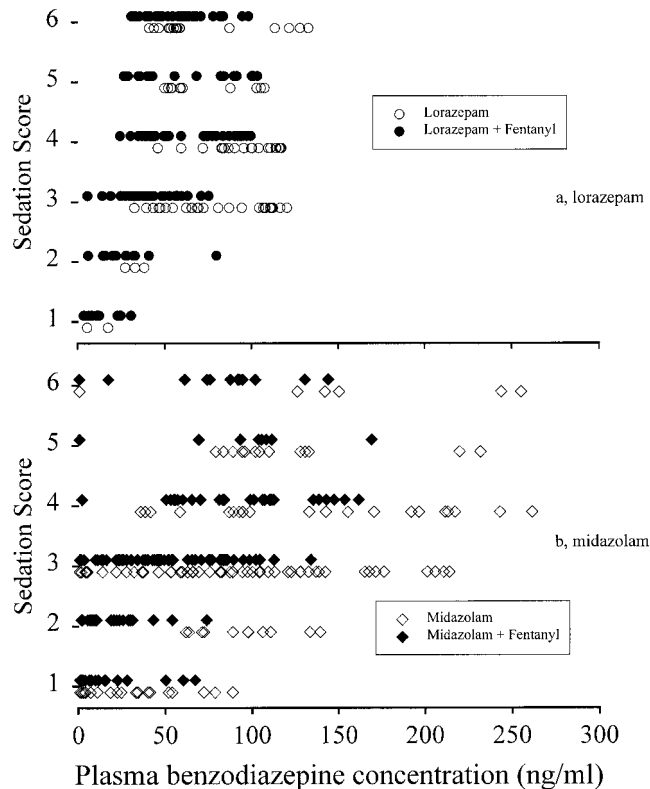 6
5
4
3
2
1
Sedation Score
Lorazepam
Lorazepam + Fentanyl
a, lorazepam
6
5
4
3
2
1
Sedation Score
b, midazolam
Midazolam
Midazolam + Fentanyl
0 50 100 150 200 250 300
Plasma benzodiazepine concentration (ng/ml)